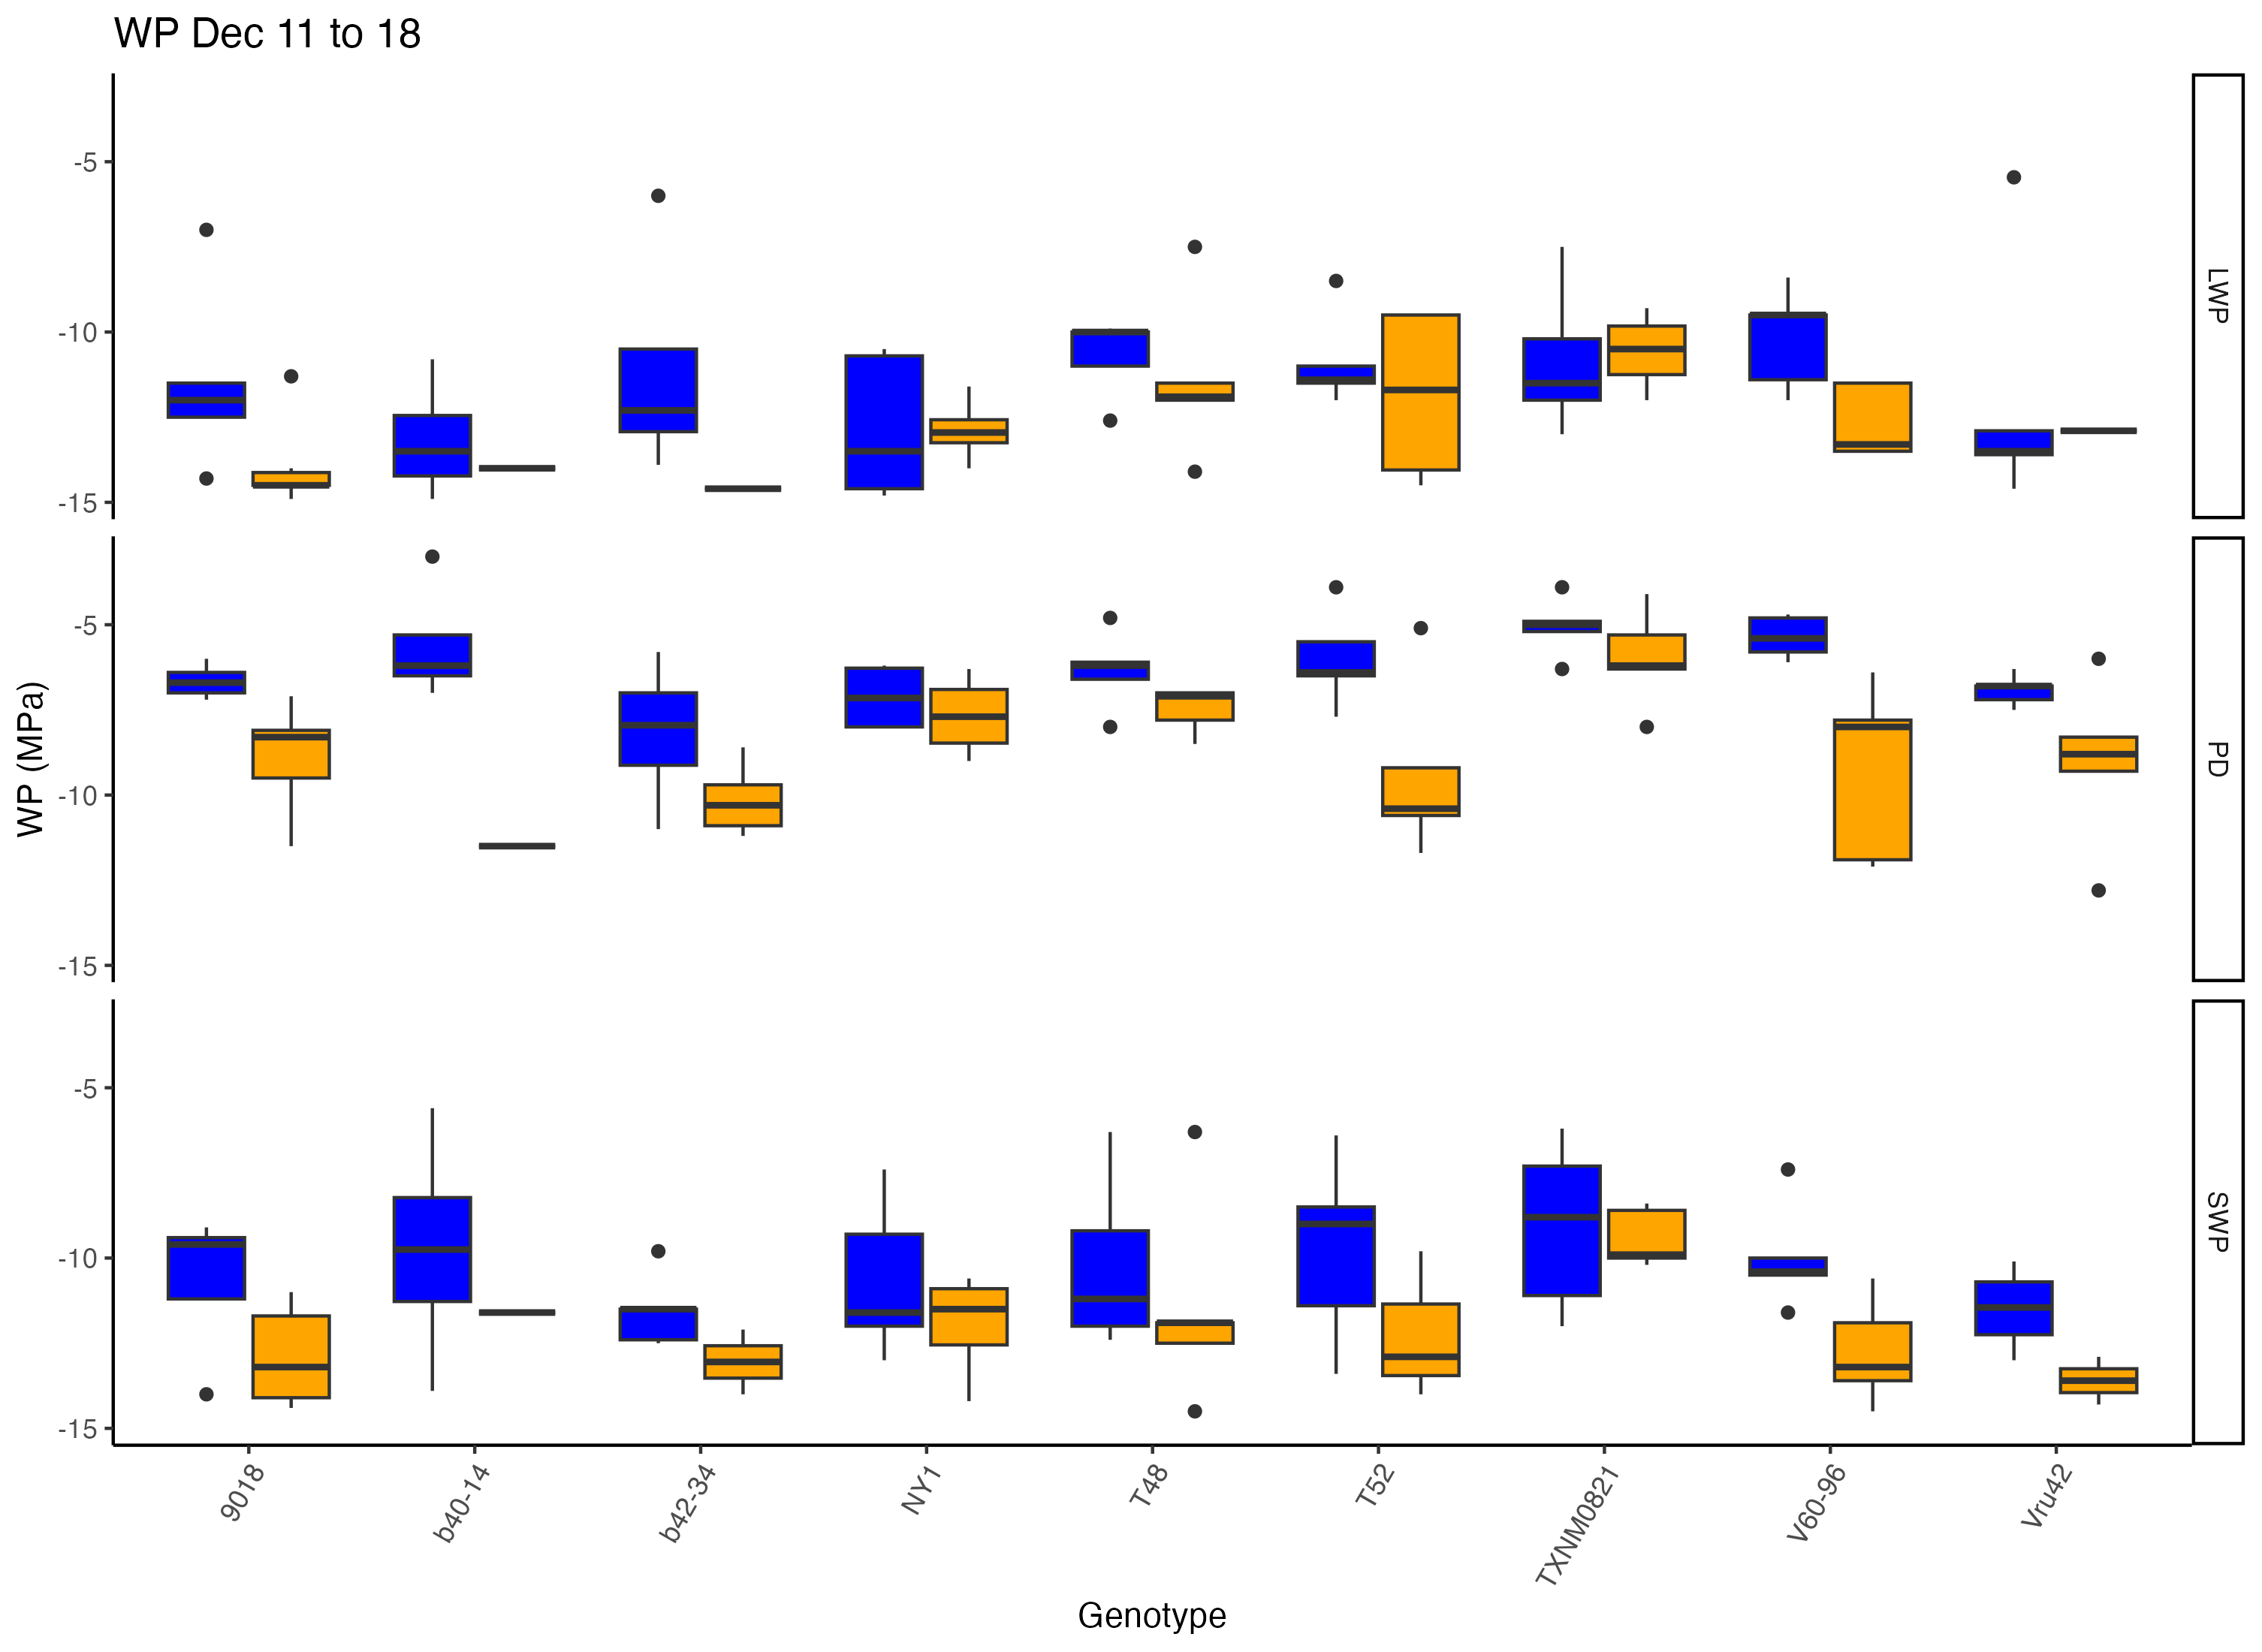 WP Dec 11 to 18
-5
-10
-15
LWP
-5
-10
-15
PD
WP (MPa)
-5
-10
-15
SWP
9018
b40-14
b42-34
NY1
T48
T52
TXNM0821
V60-96
Vru42
Genotype